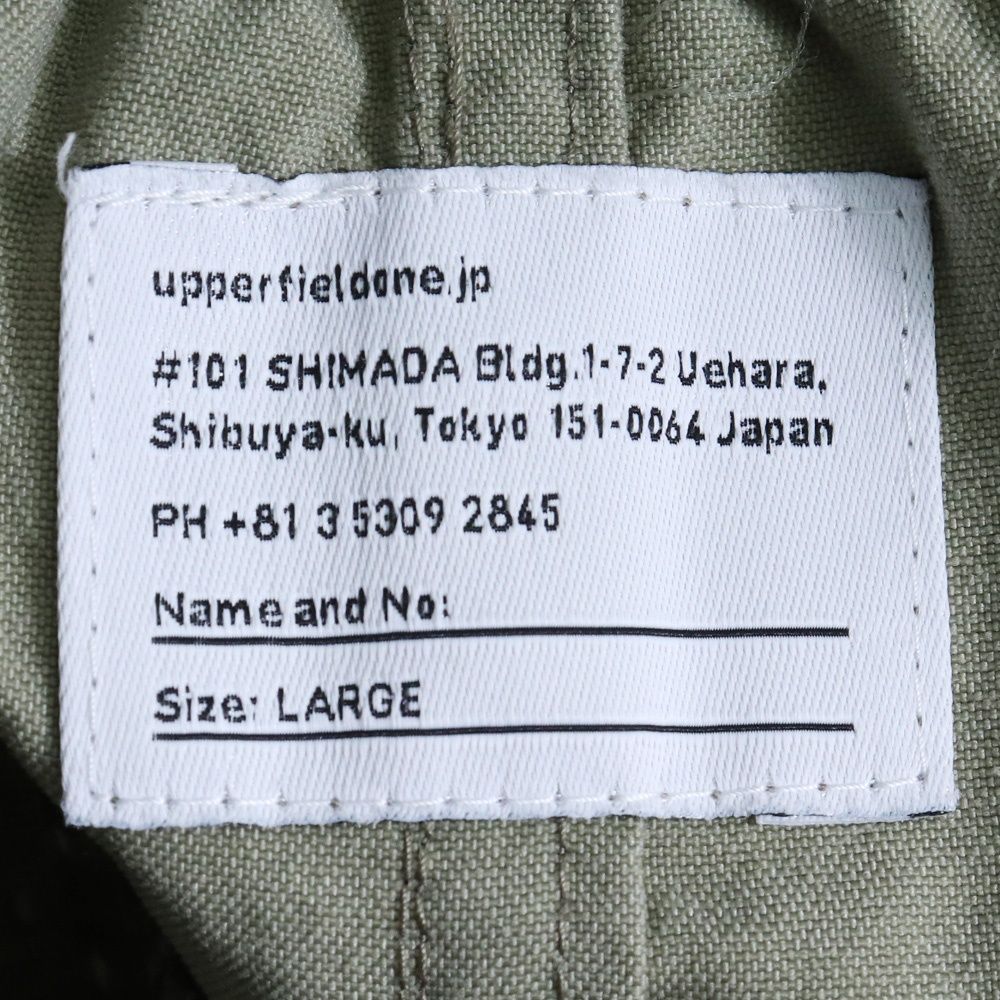 upperfieldone.jp
#101 SHIMADA Bldg.1-7-2 Uehara,
Shibuya-ku, Tokyo 151-0064 Japan
PH +81 3 5309 2845
Name and No:
Size: LARGE